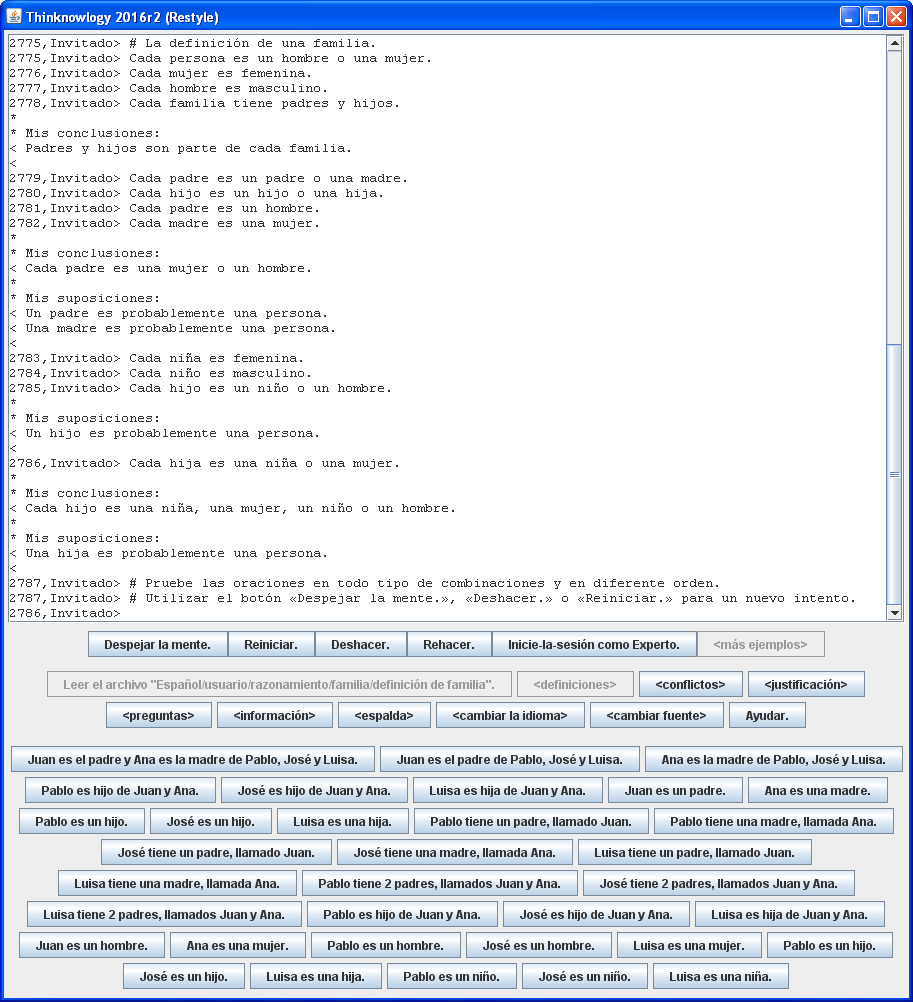 Thinknowlogy 2016r2 (Restyle)
2775,Invitado> # La definición de una familia.
2775,Invitado> Cada persona es un hombre o una mujer.
2776,Invitado> Cada mujer es femenina.
2777,Invitado> Cada hombre es masculino.
2778,Invitado> Cada familia tiene padres y hijos.
*
* Mis conclusiones:
< Padres y hijos son parte de cada familia.
<
2779,Invitado> Cada padre es un padre o una madre.
2780,Invitado> Cada hijo es un hijo o una hija.
2781,Invitado> Cada padre es un hombre.
2782,Invitado> Cada madre es una mujer.
*
* Mis conclusiones:
< Cada padre es una mujer o un hombre.
*
* Mis suposiciones:
< Un padre es probablemente una persona.
< Una madre es probablemente una persona.
<
2783,Invitado> Cada niña es femenina.
2784,Invitado> Cada niño es masculino.
2785,Invitado> Cada hijo es un niño o un hombre.
*
* Mis suposiciones:
< Un hijo es probablemente una persona.
<
2786,Invitado> Cada hija es una niña o una mujer.
*
* Mis conclusiones:
< Cada hijo es una niña, una mujer, un niño o un hombre.
*
* Mis suposiciones:
< Una hija es probablemente una persona.
<
2787,Invitado> # Pruebe las oraciones en todo tipo de combinaciones y en diferente orden.
2787,Invitado> # Utilizar el botón «Despejar la mente.», «Deshacer.» o «Reiniciar.» para un nuevo intento.
2786,Invitado>
Despejar la mente. Reiniciar. Deshacer. Rehacer. Inicie-la-sesión como Experto. <más ejemplos>
Leer el archivo "Español/usuario/razonamiento/familia/definición de familia". <definiciones> <conflictos> <justificación>
<preguntas> <información> <espalda> <cambiar la idioma> <cambiar fuente> Ayudar.
Juan es el padre y Ana es la madre de Pablo, José y Luisa. Juan es el padre de Pablo, José y Luisa. Ana es la madre de Pablo, José y Luisa.
Pablo es hijo de Juan y Ana. José es hijo de Juan y Ana. Luisa es hija de Juan y Ana. Juan es un padre. Ana es una madre.
Pablo es un hijo. José es un hijo. Luisa es una hija. Pablo tiene un padre, llamado Juan. Pablo tiene una madre, llamada Ana.
José tiene un padre, llamado Juan. José tiene una madre, llamada Ana. Luisa tiene un padre, llamado Juan.
Luisa tiene una madre, llamada Ana. Pablo tiene 2 padres, llamados Juan y Ana. José tiene 2 padres, llamados Juan y Ana.
Luisa tiene 2 padres, llamados Juan y Ana. Pablo es hijo de Juan y Ana. José es hijo de Juan y Ana. Luisa es hija de Juan y Ana.
Juan es un hombre. Ana es una mujer. Pablo es un hombre. José es un hombre. Luisa es una mujer. Pablo es un hijo.
José es un hijo. Luisa es una hija. Pablo es un niño. José es un niño. Luisa es una niña.